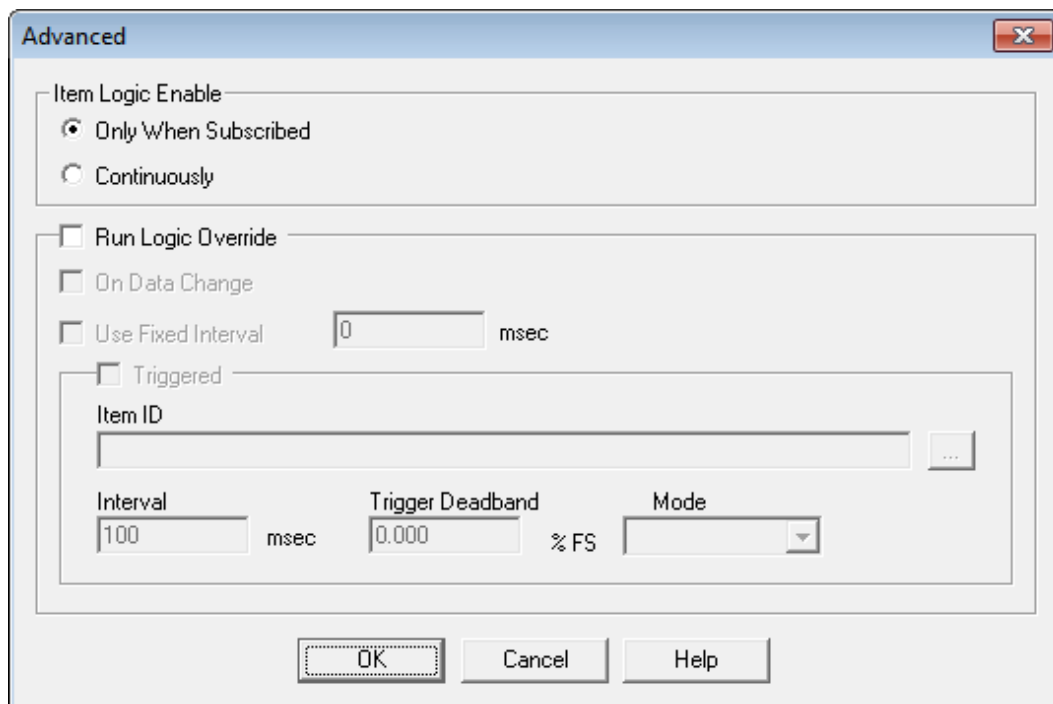 Advanced
Item Logic Enable
Only When Subscribed
Continuously
Run Logic Override
On Data Change
Use Fixed Interval 0 msec
Triggered
Item ID
...
Interval Trigger Deadband Mode
100 msec 0.000 % FS
OK Cancel Help